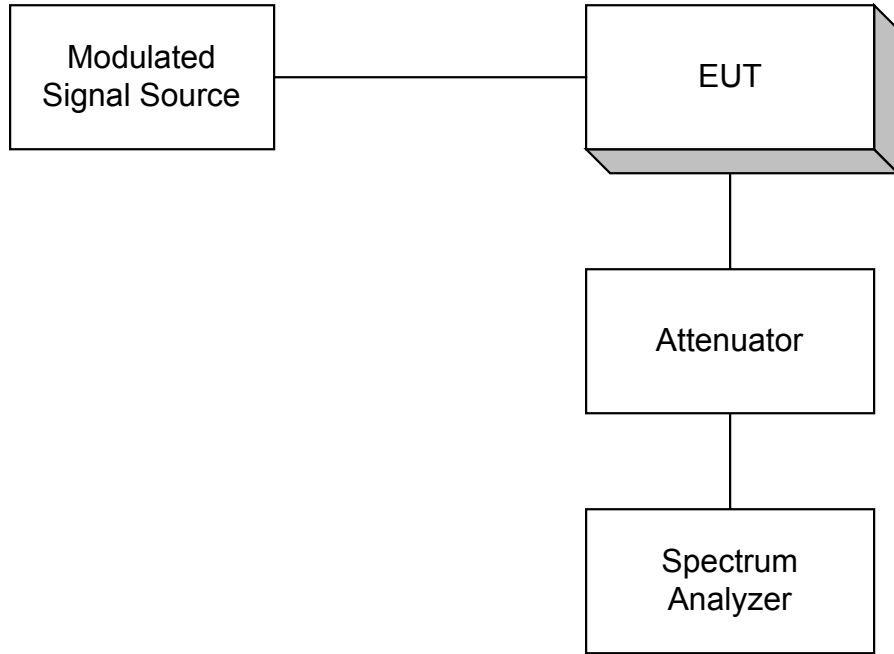 Modulated
Signal Source
EUT
Attenuator
Spectrum
Analyzer